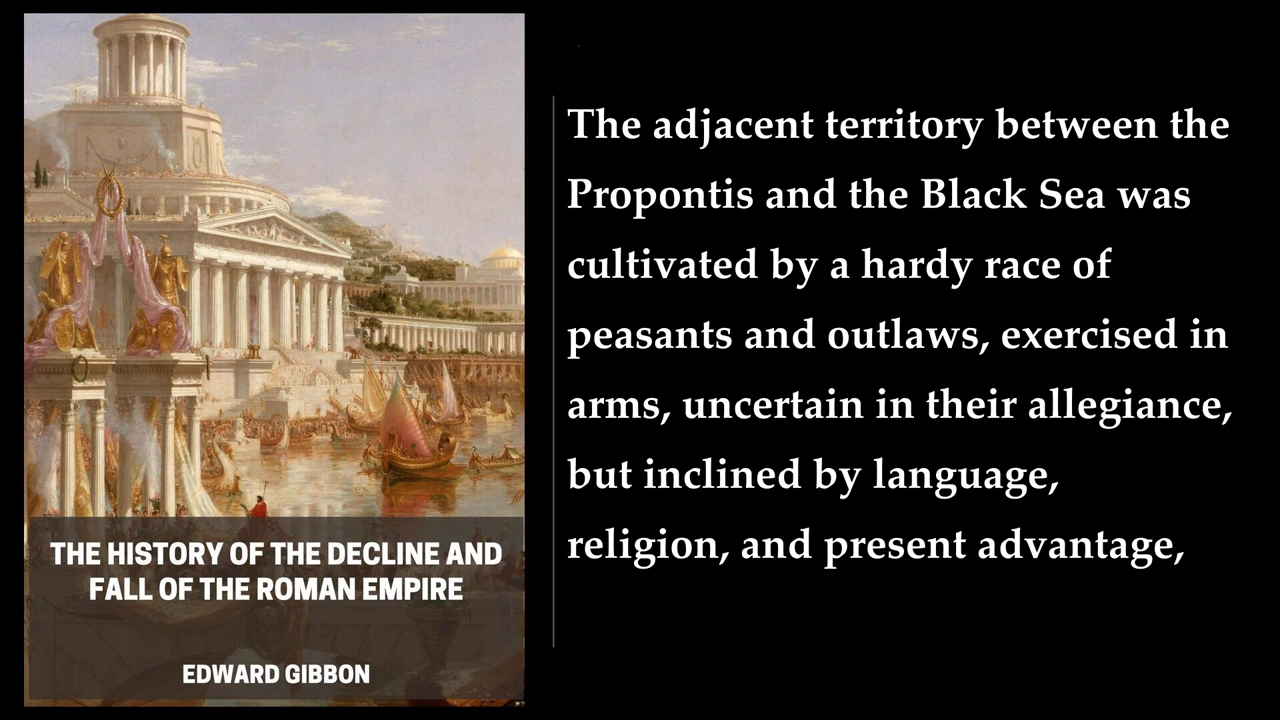 THE HISTORY OF THE DECLINE AND
FALL OF THE ROMAN EMPIRE
EDWARD GIBBON
The adjacent territory between the
Propontis and the Black Sea was
cultivated by a hardy race of
peasants and outlaws, exercised in
arms, uncertain in their allegiance,
but inclined by language,
religion, and present advantage,